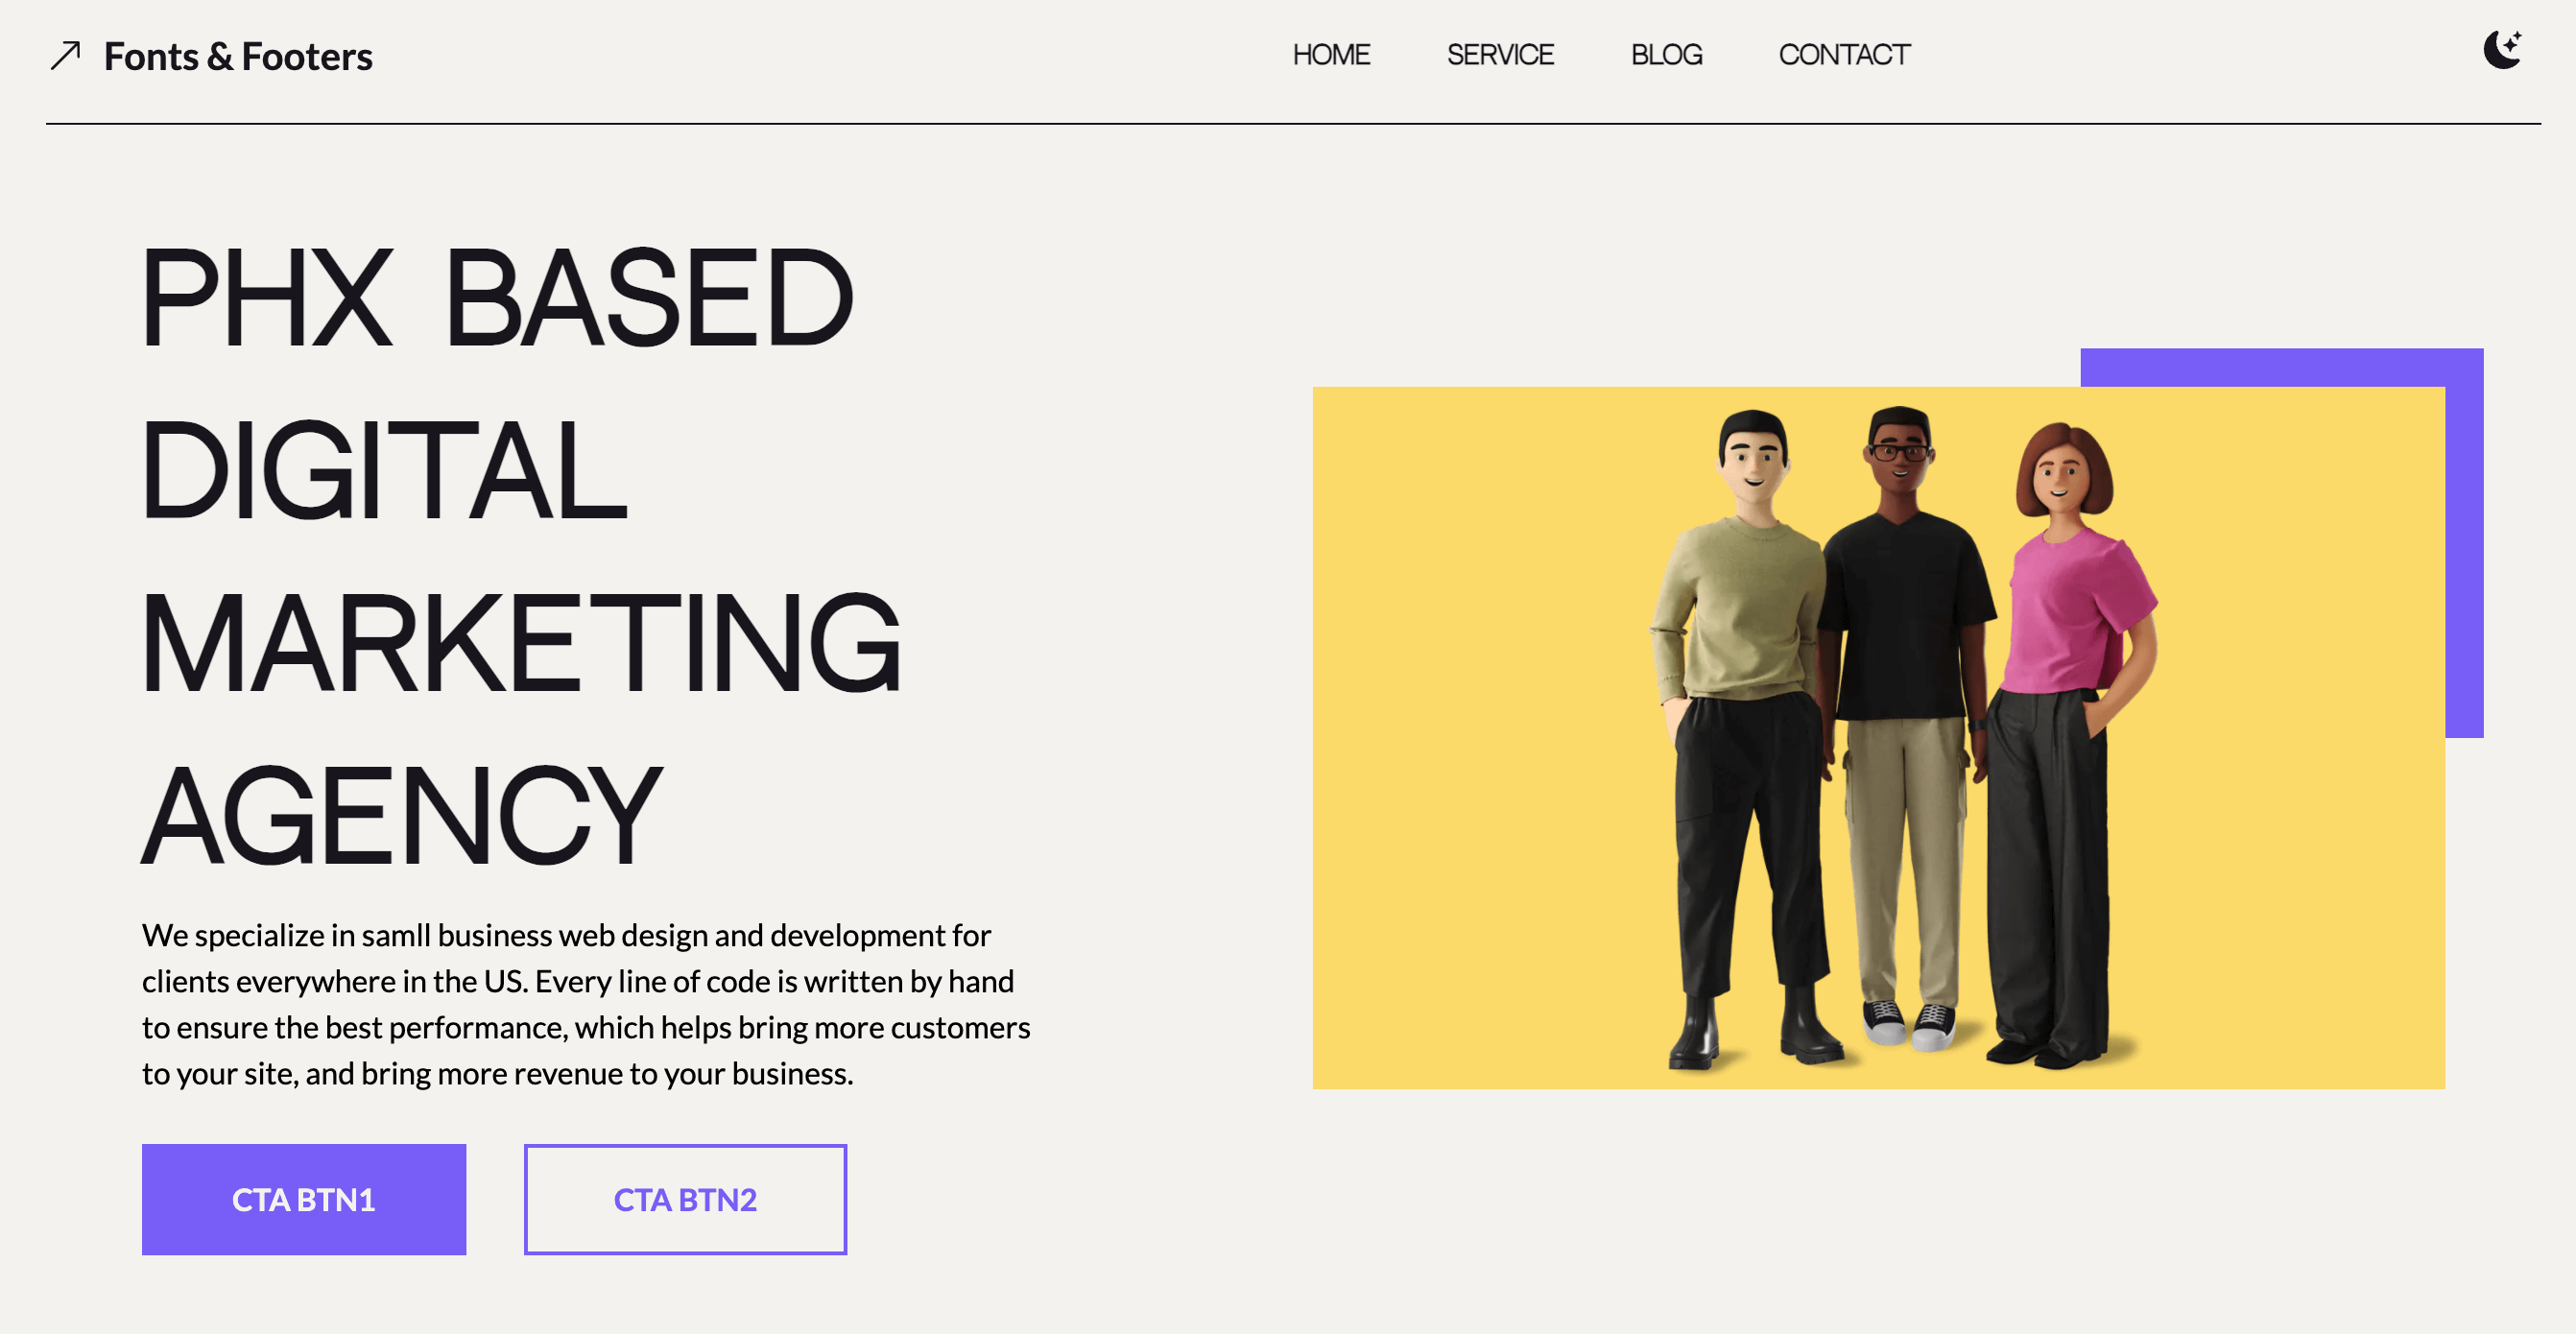 Fonts & Footers
HOME SERVICE BLOG CONTACT
PHX BASED
DIGITAL
MARKETING
AGENCY
We specialize in samll business web design and development for
clients everywhere in the US. Every line of code is written by hand
to ensure the best performance, which helps bring more customers
to your site, and bring more revenue to your business.
CTA BTN1
CTA BTN2